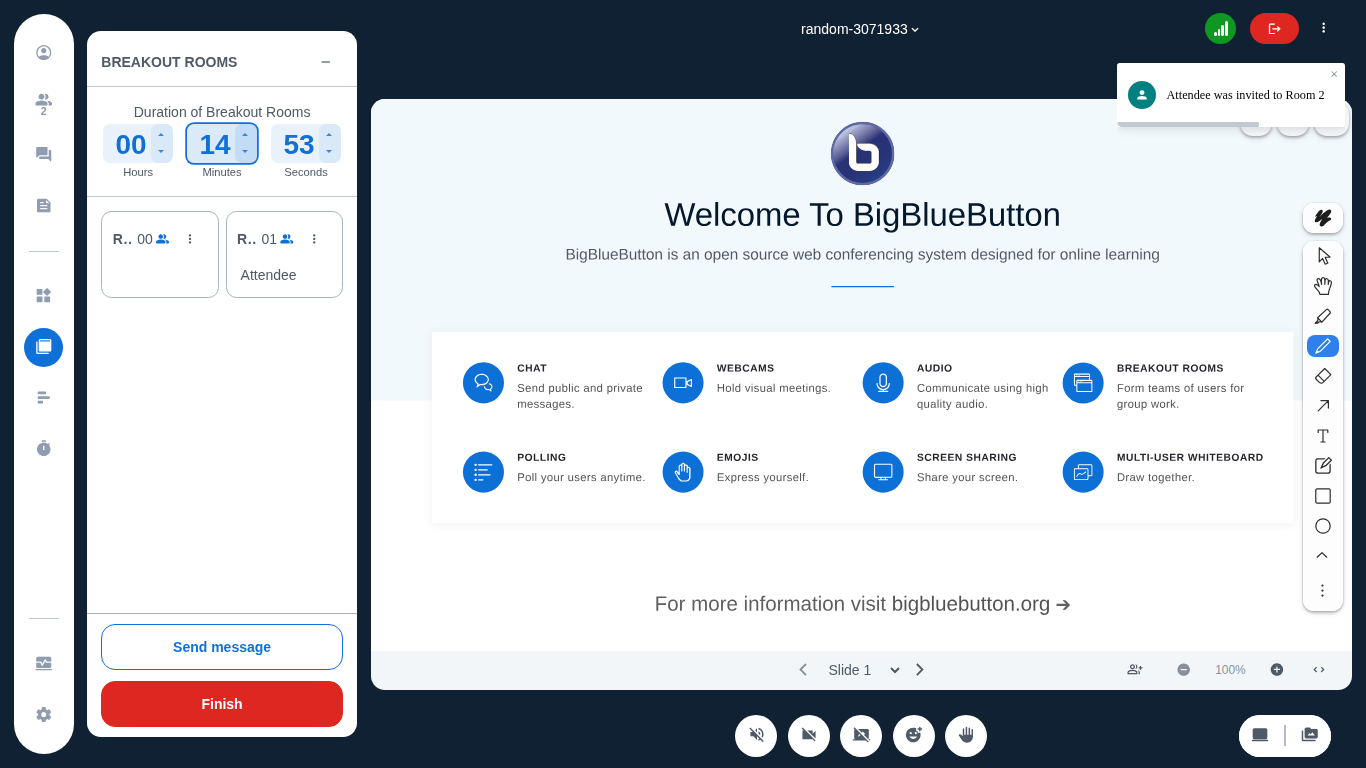 random-3071933
BREAKOUT ROOMS
2
Duration of Breakout Rooms
00 14 53
Hours Minutes Seconds
R.. 00
R.. 01
Attendee
Send message
Finish
Attendee was invited to Room 2
Welcome To BigBlueButton
BigBlueButton is an open source web conferencing system designed for online learning
CHAT
Send public and private
messages.
WEBCAMS
Hold visual meetings.
AUDIO
Communicate using high
quality audio.
BREAKOUT ROOMS
Form teams of users for
group work.
POLLING
Poll your users anytime.
EMOJIS
Express yourself.
SCREEN SHARING
Share your screen.
MULTI-USER WHITEBOARD
Draw together.
For more information visit bigbluebutton.org ➔
Slide 1
100%